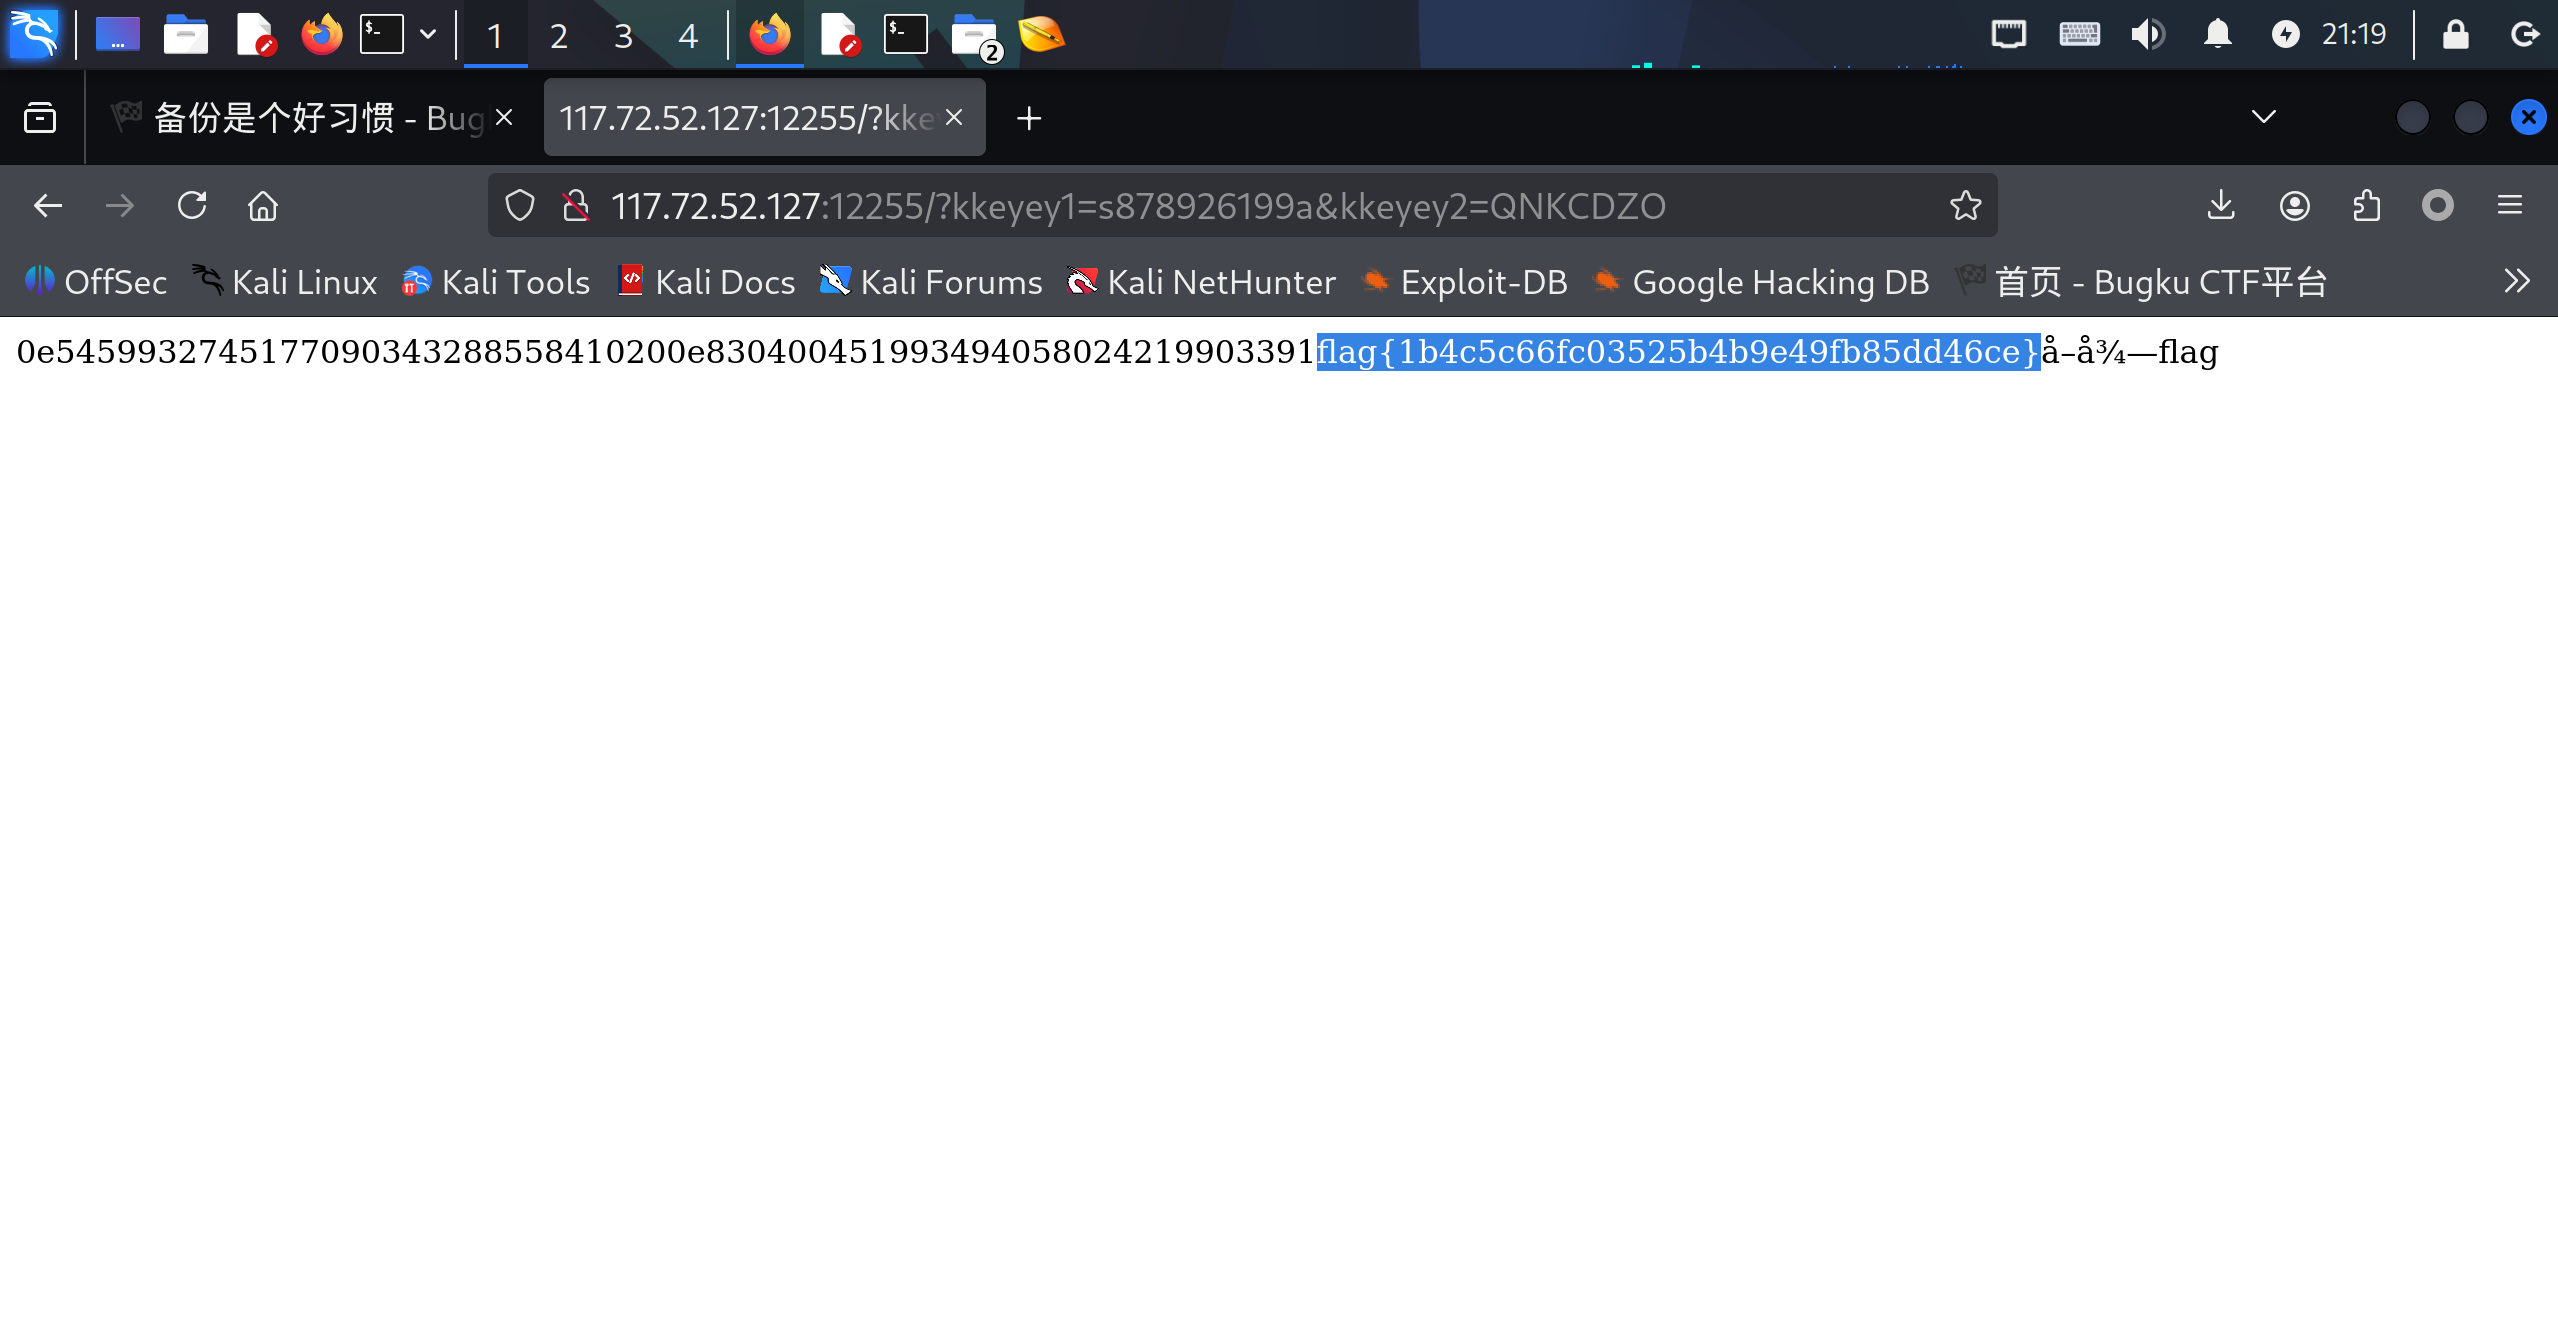 1 2 3 4 2 21:19
备份是个好习惯 - Bug 117.72.52.127:12255/?kke
117.72.52.127:12255/?kkeyey1=s878926199a&kkeyey2=QNKCDZO
OffSec Kali Linux Kali Tools Kali Docs Kali Forums Kali NetHunter Exploit-DB Google Hacking DB 首页 - Bugku CTF平台
0e545993274517709034328855841020​0e830400451993494058024219903391flag{1b4c5c66fc03525b4b9e49fb85dd46ce}å–å¾—flag